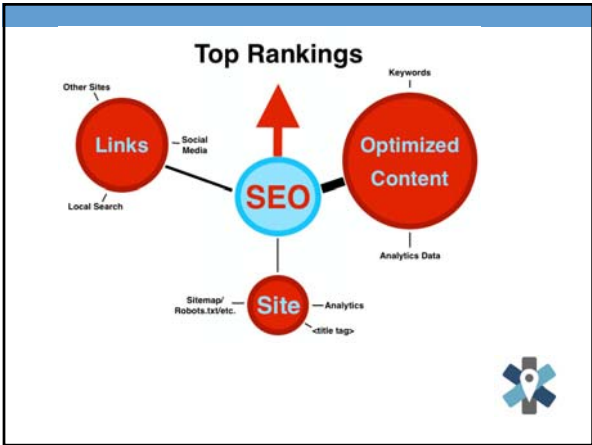 Top Rankings
Keywords
Other Sites
Links
Social
Media
Local Search
Optimized
Content
SEO
Analytics Data
Sitemap/
Robots.txt/etc.
Site
Analytics
<title tag>